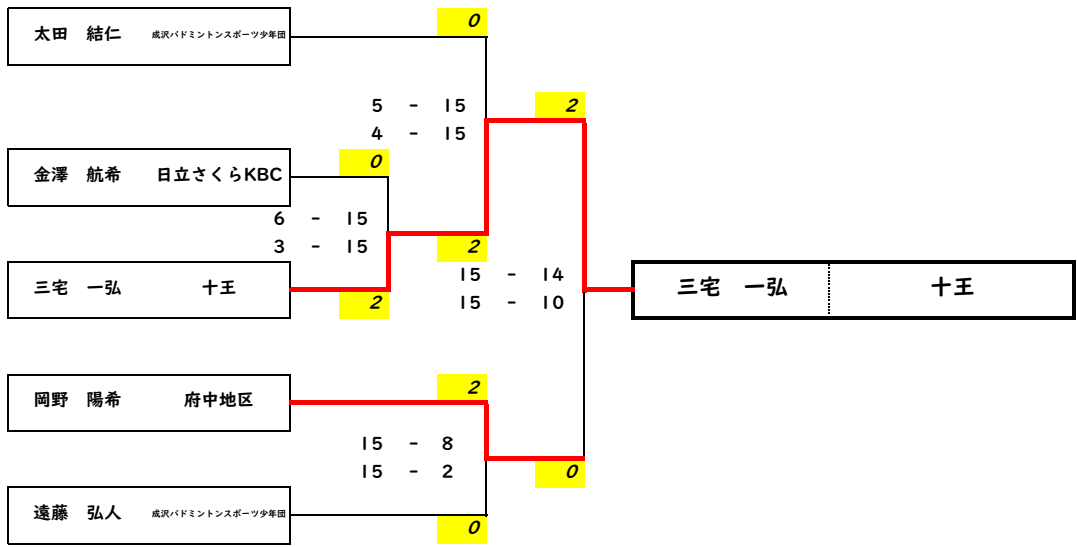 太田　結仁　成沢バドミントンスポーツ少年団
0
5 - 15
4 - 15
2
金澤　航希　日立さくらKBC
0
6 - 15
3 - 15
2
三宅　一弘　十王
2
15 - 14
15 - 10
三宅　一弘　十王
岡野　陽希　府中地区
2
15 - 8
15 - 2
0
遠藤　弘人　成沢バドミントンスポーツ少年団
0